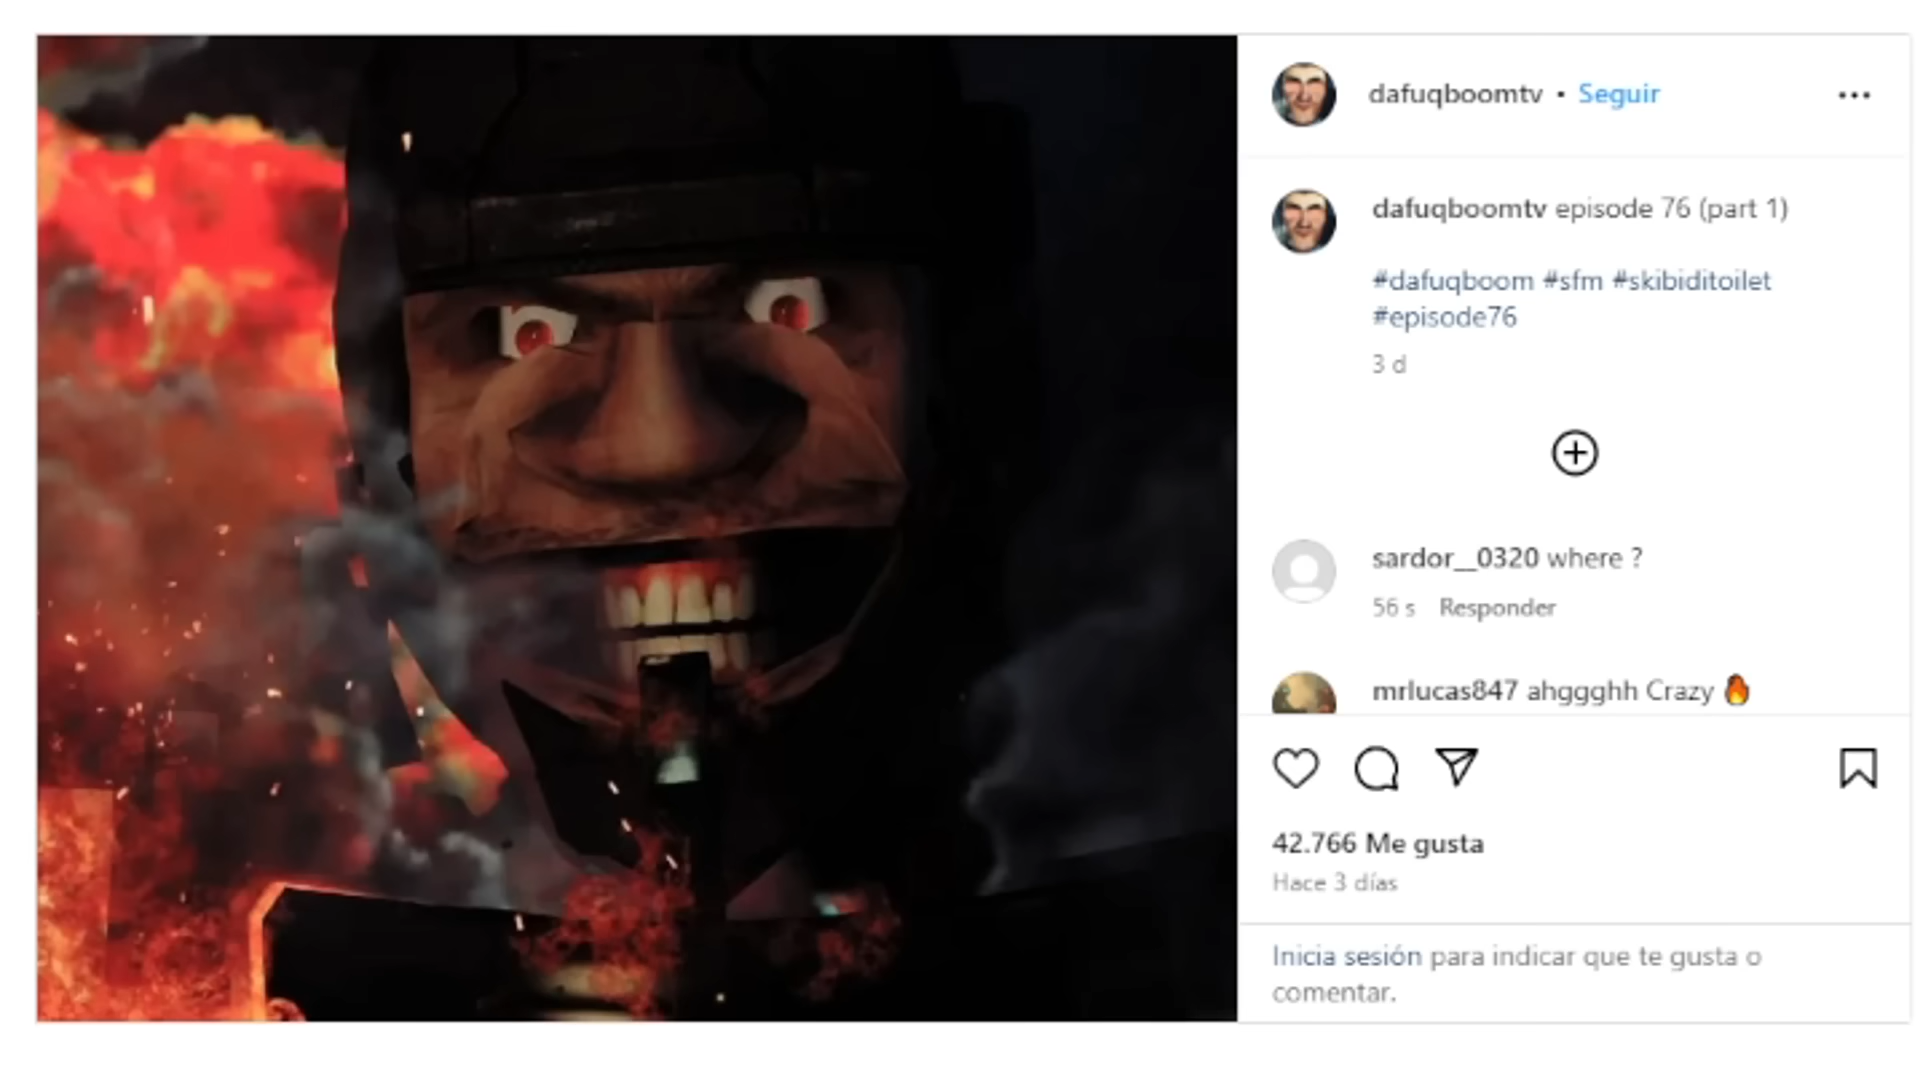 dafuqboomtv • Seguir
dafuqboomtv episode 76 (part 1)
#dafuqboom #sfm #skibiditoilet
#episode76
3 d
sardor__0320 where ?
56 s Responder
mrlucas847 ahggghh Crazy 🔥
42.766 Me gusta
Hace 3 días
Inicia sesión para indicar que te gusta o
comentar.